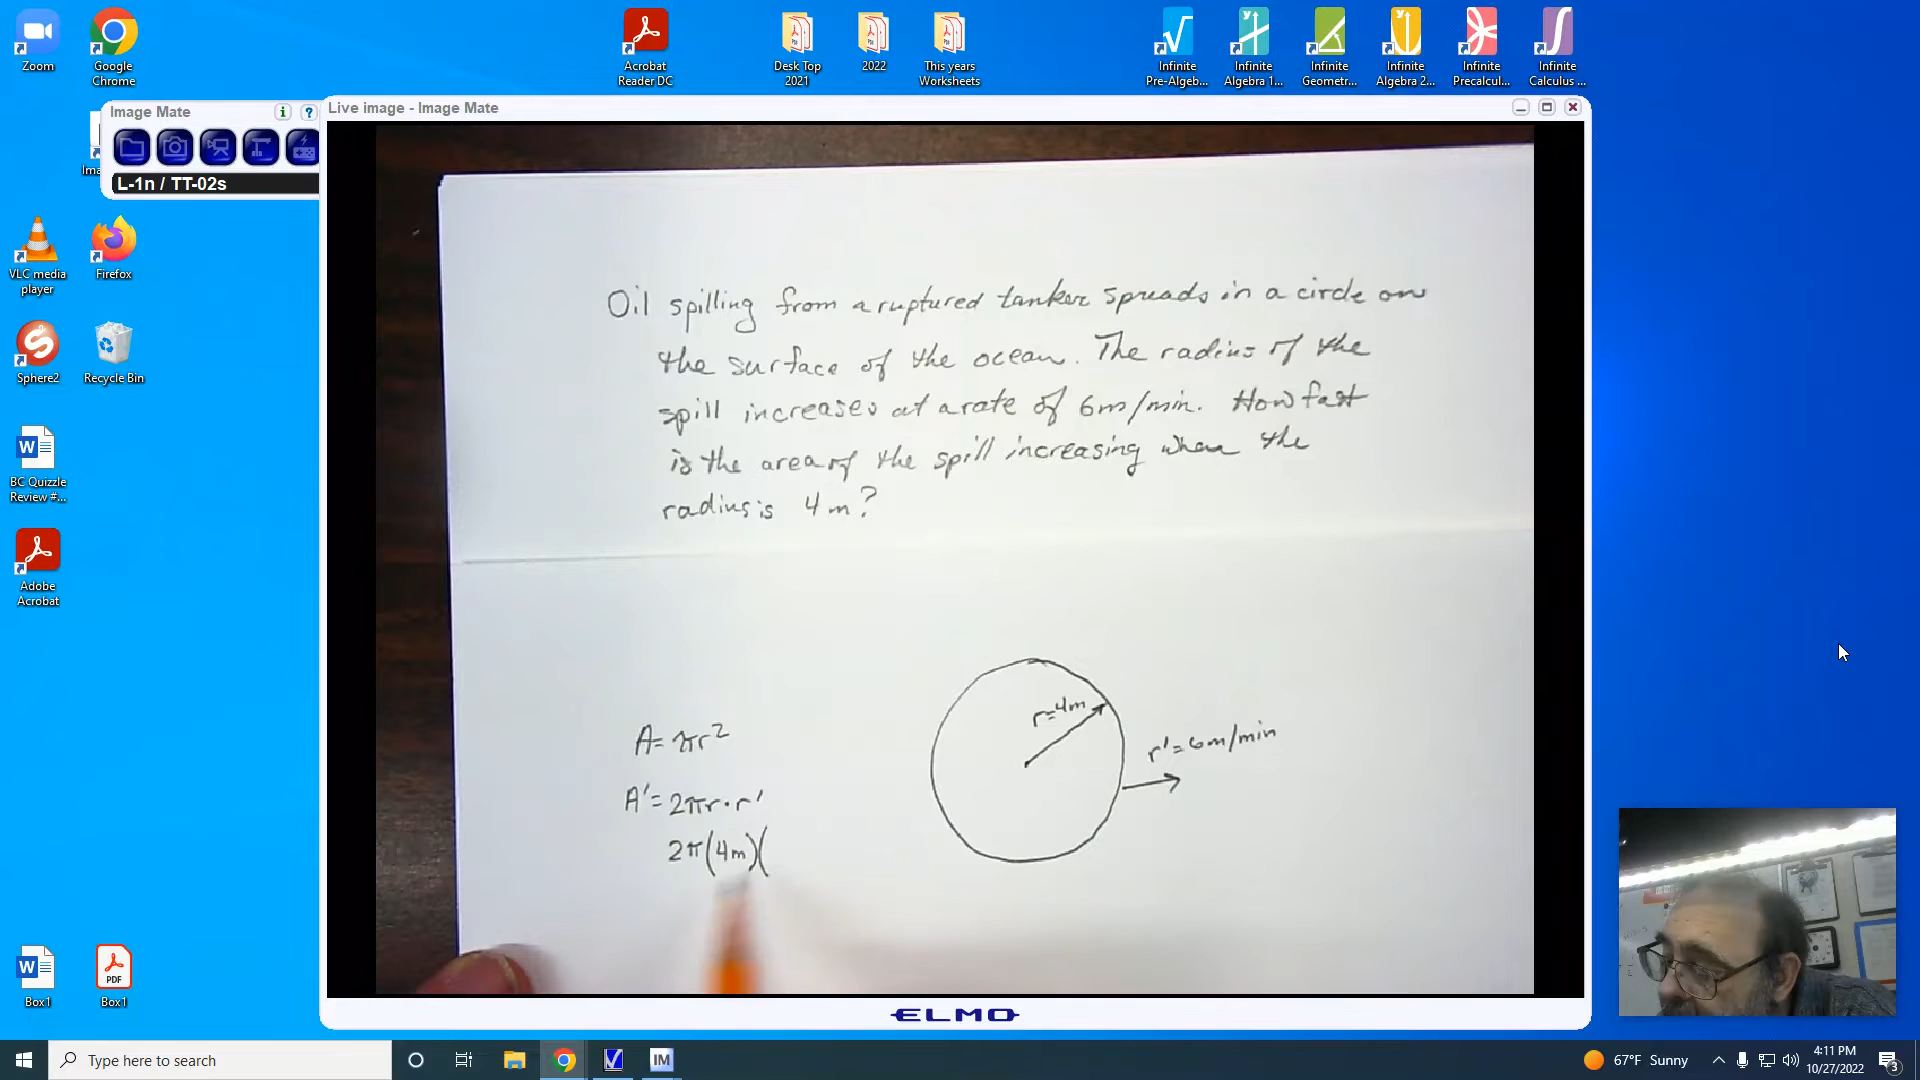 Zoom
Google Chrome
Acrobat Reader DC
Desk Top 2021
2022
This years Worksheets
Infinite Pre-Algeb...
Infinite Algebra 1...
Infinite Geometr...
Infinite Algebra 2...
Infinite Precalcul...
Infinite Calculus ...
Image Mate
L-1n / TT-02s
Live image - Image Mate
Ima
VLC media player
Firefox
Sphere2
Recycle Bin
BC Quizzle Review #...
Adobe Acrobat
Box1
PDF
Box1
Oil spilling from a ruptured tanker spreads in a circle on
the surface of the ocean. The radius of the
spill increases at a rate of 6m/min. How fast
is the area of the spill increasing when the
radius is 4m?
r=4m
r'=6m/min
A=πr²
A'=2πr·r'
2π(4m)(
ELMO
Type here to search
IM
67°F Sunny
4:11 PM
10/27/2022
3